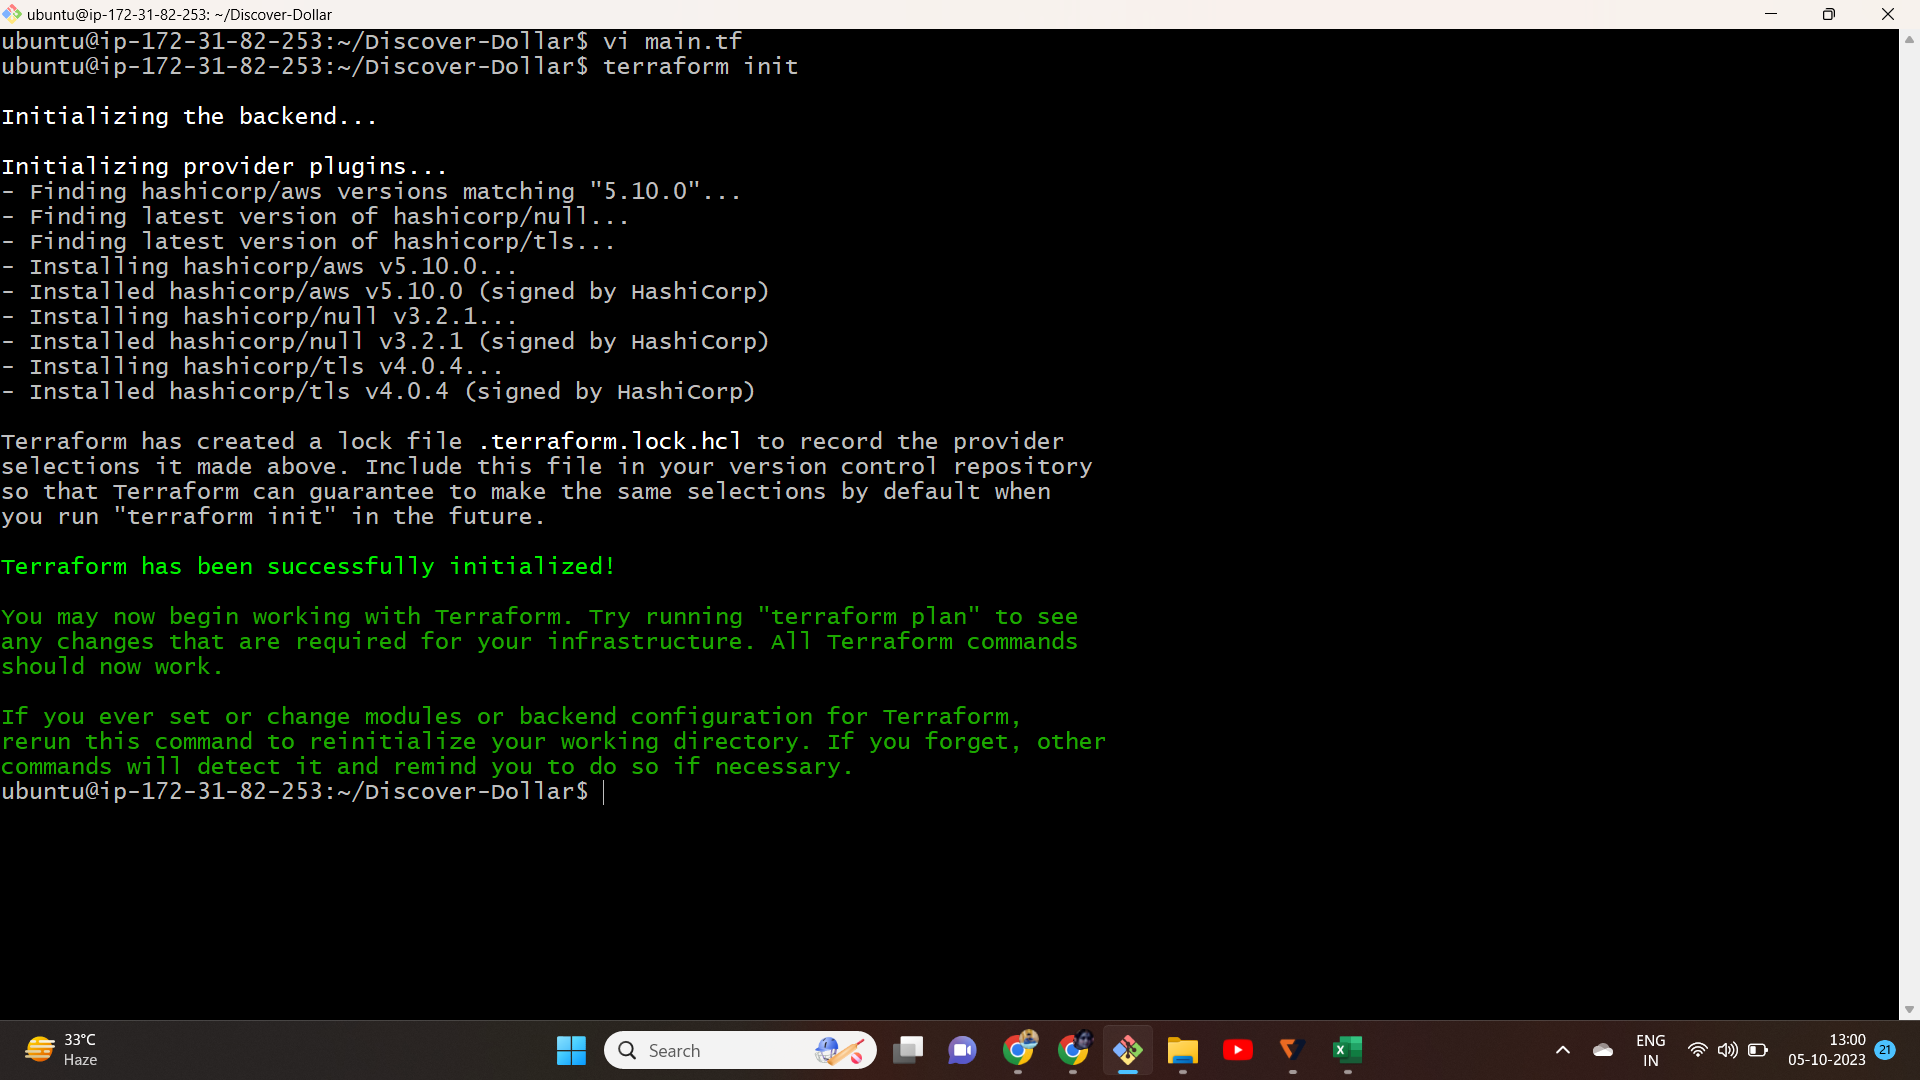 ubuntu@ip-172-31-82-253: ~/Discover-Dollar
ubuntu@ip-172-31-82-253:~/Discover-Dollar$ vi main.tf
ubuntu@ip-172-31-82-253:~/Discover-Dollar$ terraform init
Initializing the backend...
Initializing provider plugins...
- Finding hashicorp/aws versions matching "5.10.0"...
- Finding latest version of hashicorp/null...
- Finding latest version of hashicorp/tls...
- Installing hashicorp/aws v5.10.0...
- Installed hashicorp/aws v5.10.0 (signed by HashiCorp)
- Installing hashicorp/null v3.2.1...
- Installed hashicorp/null v3.2.1 (signed by HashiCorp)
- Installing hashicorp/tls v4.0.4...
- Installed hashicorp/tls v4.0.4 (signed by HashiCorp)
Terraform has created a lock file .terraform.lock.hcl to record the provider
selections it made above. Include this file in your version control repository
so that Terraform can guarantee to make the same selections by default when
you run "terraform init" in the future.
Terraform has been successfully initialized!
You may now begin working with Terraform. Try running "terraform plan" to see
any changes that are required for your infrastructure. All Terraform commands
should now work.
If you ever set or change modules or backend configuration for Terraform,
rerun this command to reinitialize your working directory. If you forget, other
commands will detect it and remind you to do so if necessary.
ubuntu@ip-172-31-82-253:~/Discover-Dollar$
33°C
Haze
Search
ENG
IN
13:00
05-10-2023
21